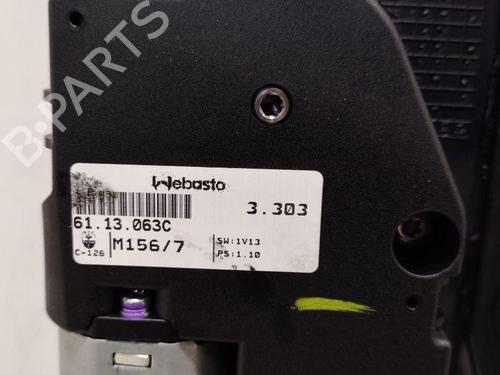 B-PARTS
Webasto
3.303
61.13.063C
M156/7
SW:1V13
PS:1.10
C-126